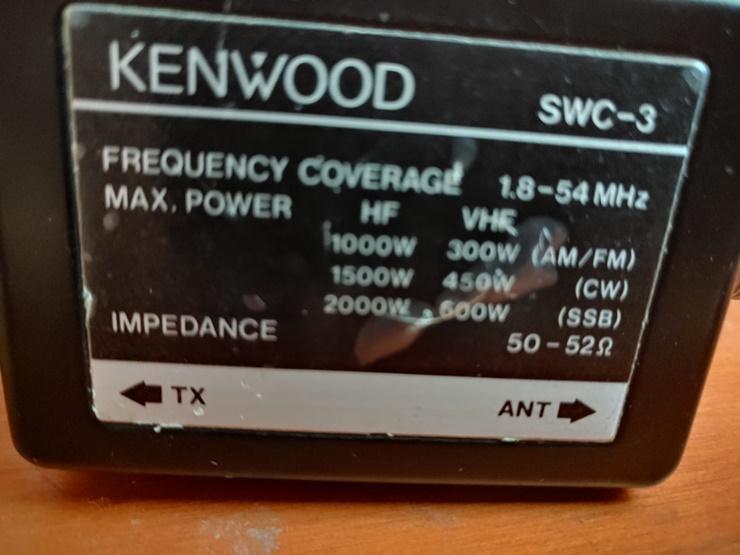 KENWOOD
SWC-3
FREQUENCY COVERAGE 1.8-54 MHz
MAX. POWER HF VHF
1000W 300W (AM/FM)
1500W 450W (CW)
2000W 600W (SSB)
IMPEDANCE 50-52Ω
TX ANT